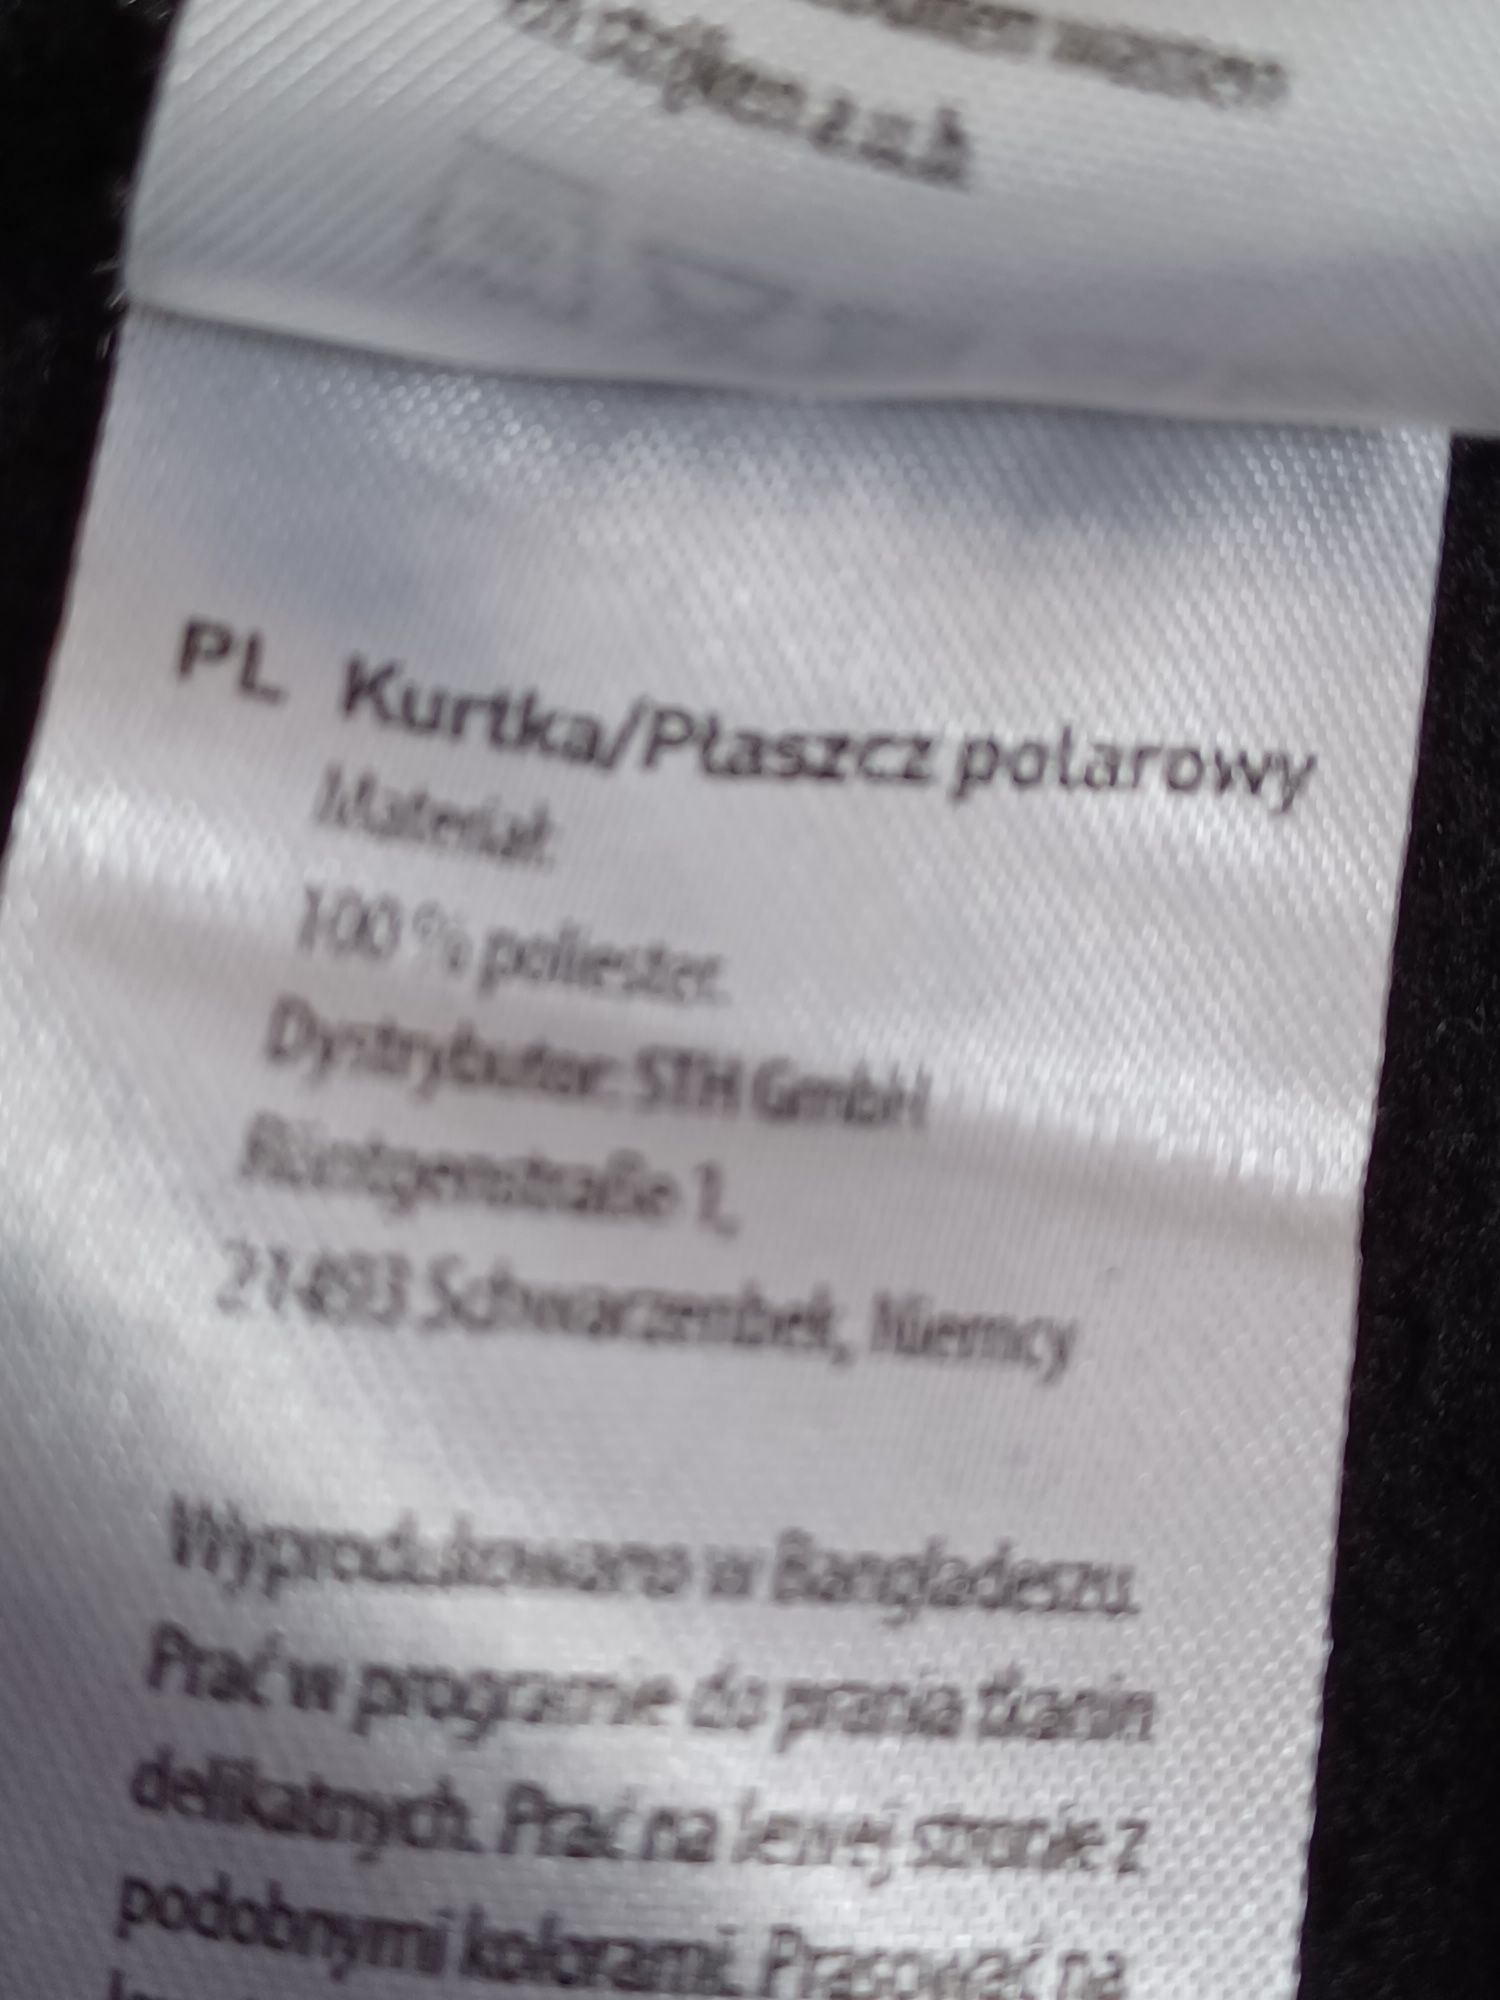 PL Kurtka/Płaszcz polarowy
Materiał:
100 % poliester.
Dystrybutor: STH GmbH
Röntgenstraße 1,
21493 Schwarzenbek, Niemcy
Wyprodukowano w Bangladeszu.
Prać w programie do prania tkanin
delikatnych. Prać na lewej stronie z
podobnymi kolorami. Prasować na